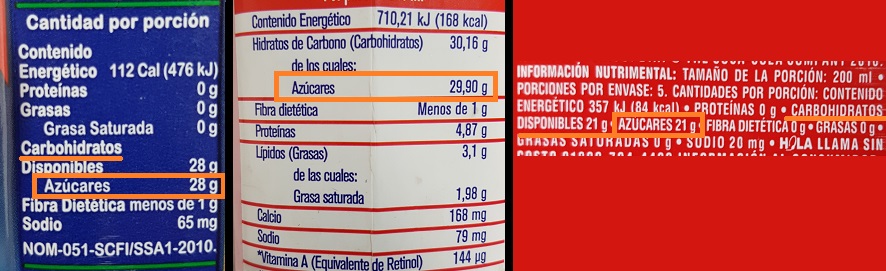 Cantidad por porción
Contenido
Energético 112 Cal (476 kJ)
Proteínas 0 g
Grasas 0 g
Grasa Saturada 0 g
Carbohidratos
Disponibles 28 g
Azúcares 28 g
Fibra Dietética menos de 1 g
Sodio 65 mg
NOM-051-SCFI/SSA1-2010.
Contenido Energético 710,21 kJ (168 kcal)
Hidratos de Carbono (Carbohidratos) 30,16 g
de los cuales:
Azúcares 29,90 g
Fibra dietética Menos de 1 g
Proteínas 4,87 g
Lípidos (Grasas) 3,1 g
de las cuales:
Grasa saturada 1,98 g
Calcio 168 mg
Sodio 79 mg
*Vitamina A (Equivalente de Retinol) 144 µg
INFORMACIÓN NUTRIMENTAL: TAMAÑO DE LA PORCIÓN: 200 ml •
PORCIONES POR ENVASE: 5. CANTIDADES POR PORCIÓN: CONTENIDO
ENERGÉTICO 357 kJ (84 kcal) • PROTEÍNAS 0 g • CARBOHIDRATOS
DISPONIBLES 21 g • AZUCARES 21 g • FIBRA DIETÉTICA 0 g • GRASAS 0 g •
GRASAS SATURADAS 0 g • SODIO 20 mg • HOLA LLAMA SIN